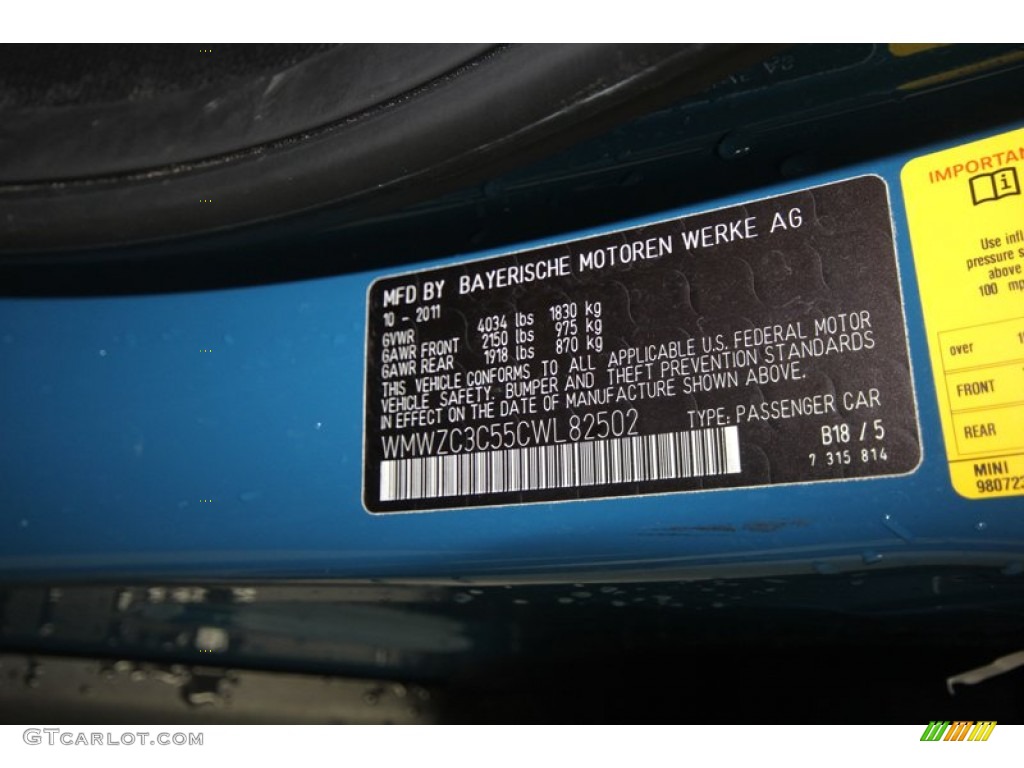 MFD BY BAYERISCHE MOTOREN WERKE AG
10 - 2011
GVWR 4034 lbs 1830 kg
GAWR FRONT 2150 lbs 975 kg
GAWR REAR 1918 lbs 870 kg
THIS VEHICLE CONFORMS TO ALL APPLICABLE U.S. FEDERAL MOTOR
VEHICLE SAFETY, BUMPER AND THEFT PREVENTION STANDARDS
IN EFFECT ON THE DATE OF MANUFACTURE SHOWN ABOVE.
WMWZC3C55CWL82502 TYPE: PASSENGER CAR
B18 / 5
7 315 814
IMPORTAN
i
Use infl
pressure s
above
100 mp
over
FRONT
REAR
MINI
98072
GTCARLOT.COM